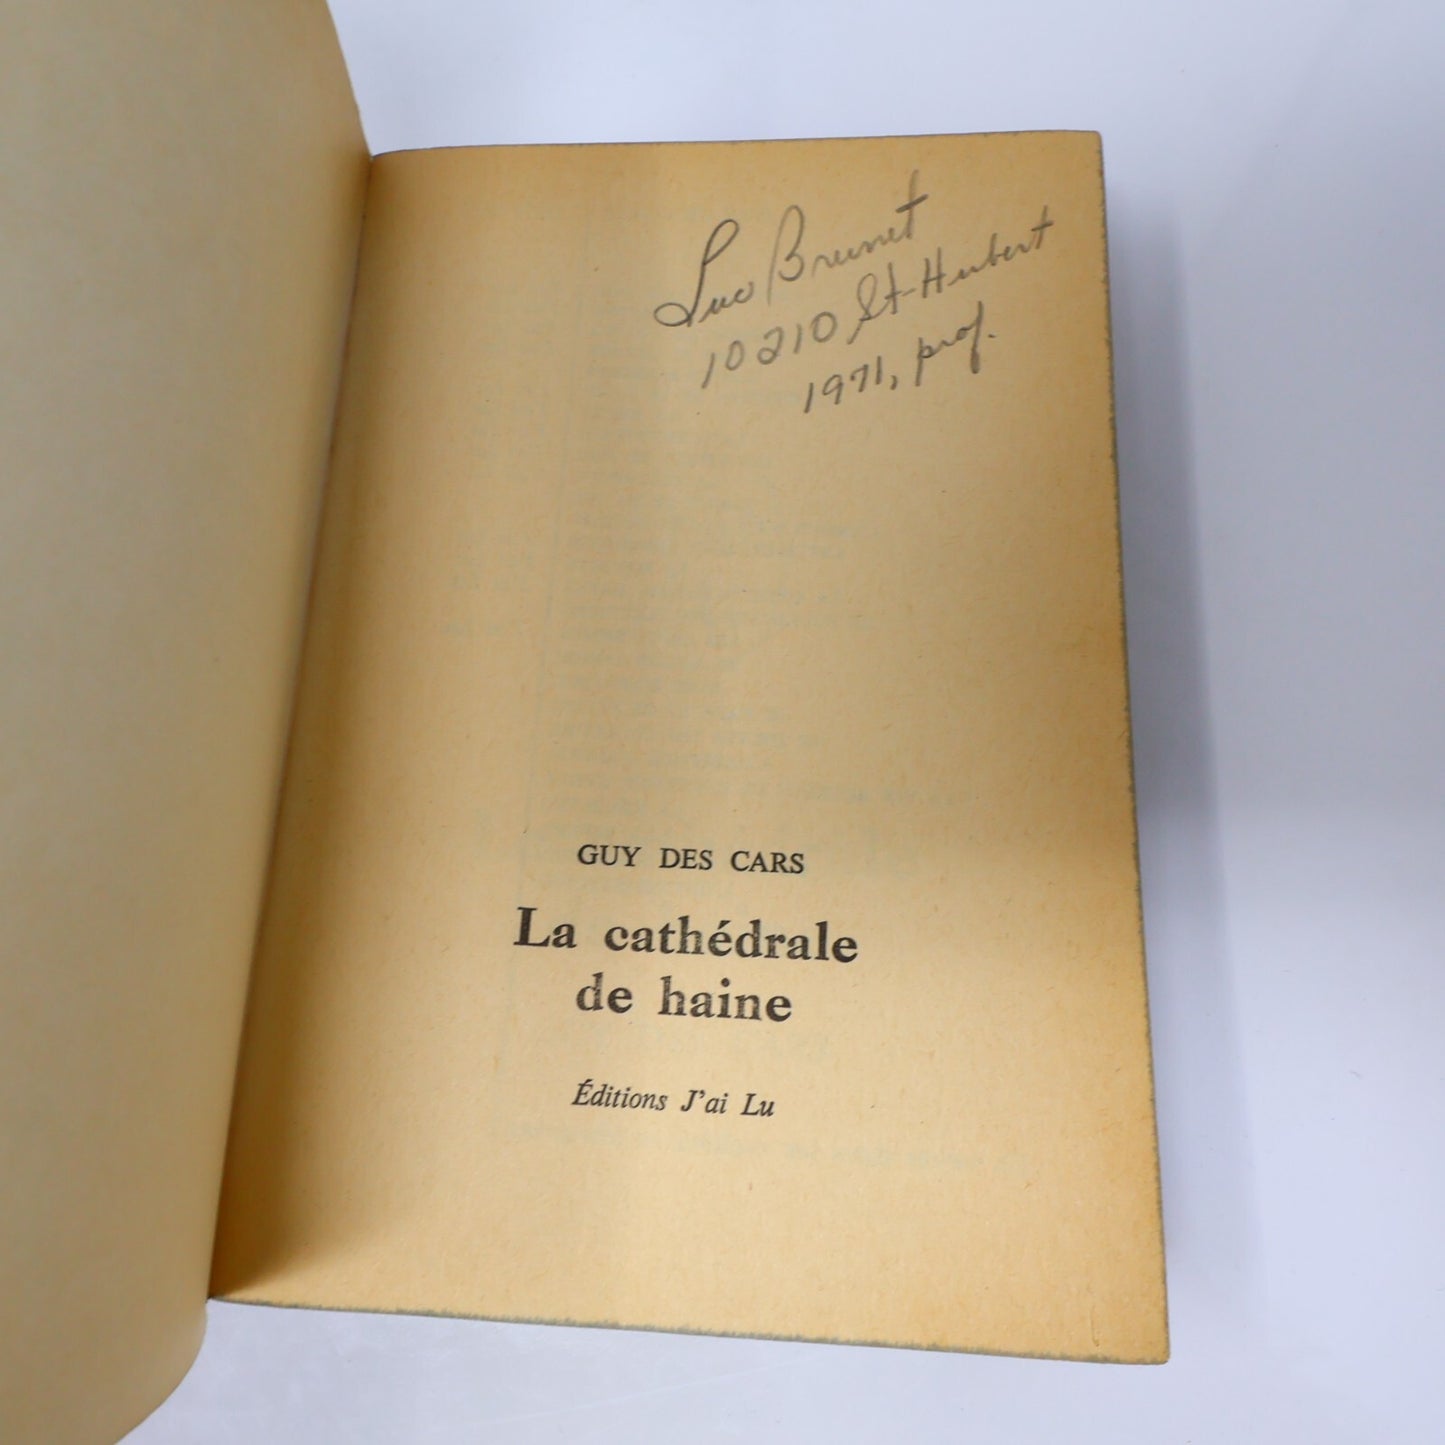 Luc Brunet
10210 St-Hubert
1971, prof.
GUY DES CARS
La cathédrale
de haine
Éditions J'ai Lu